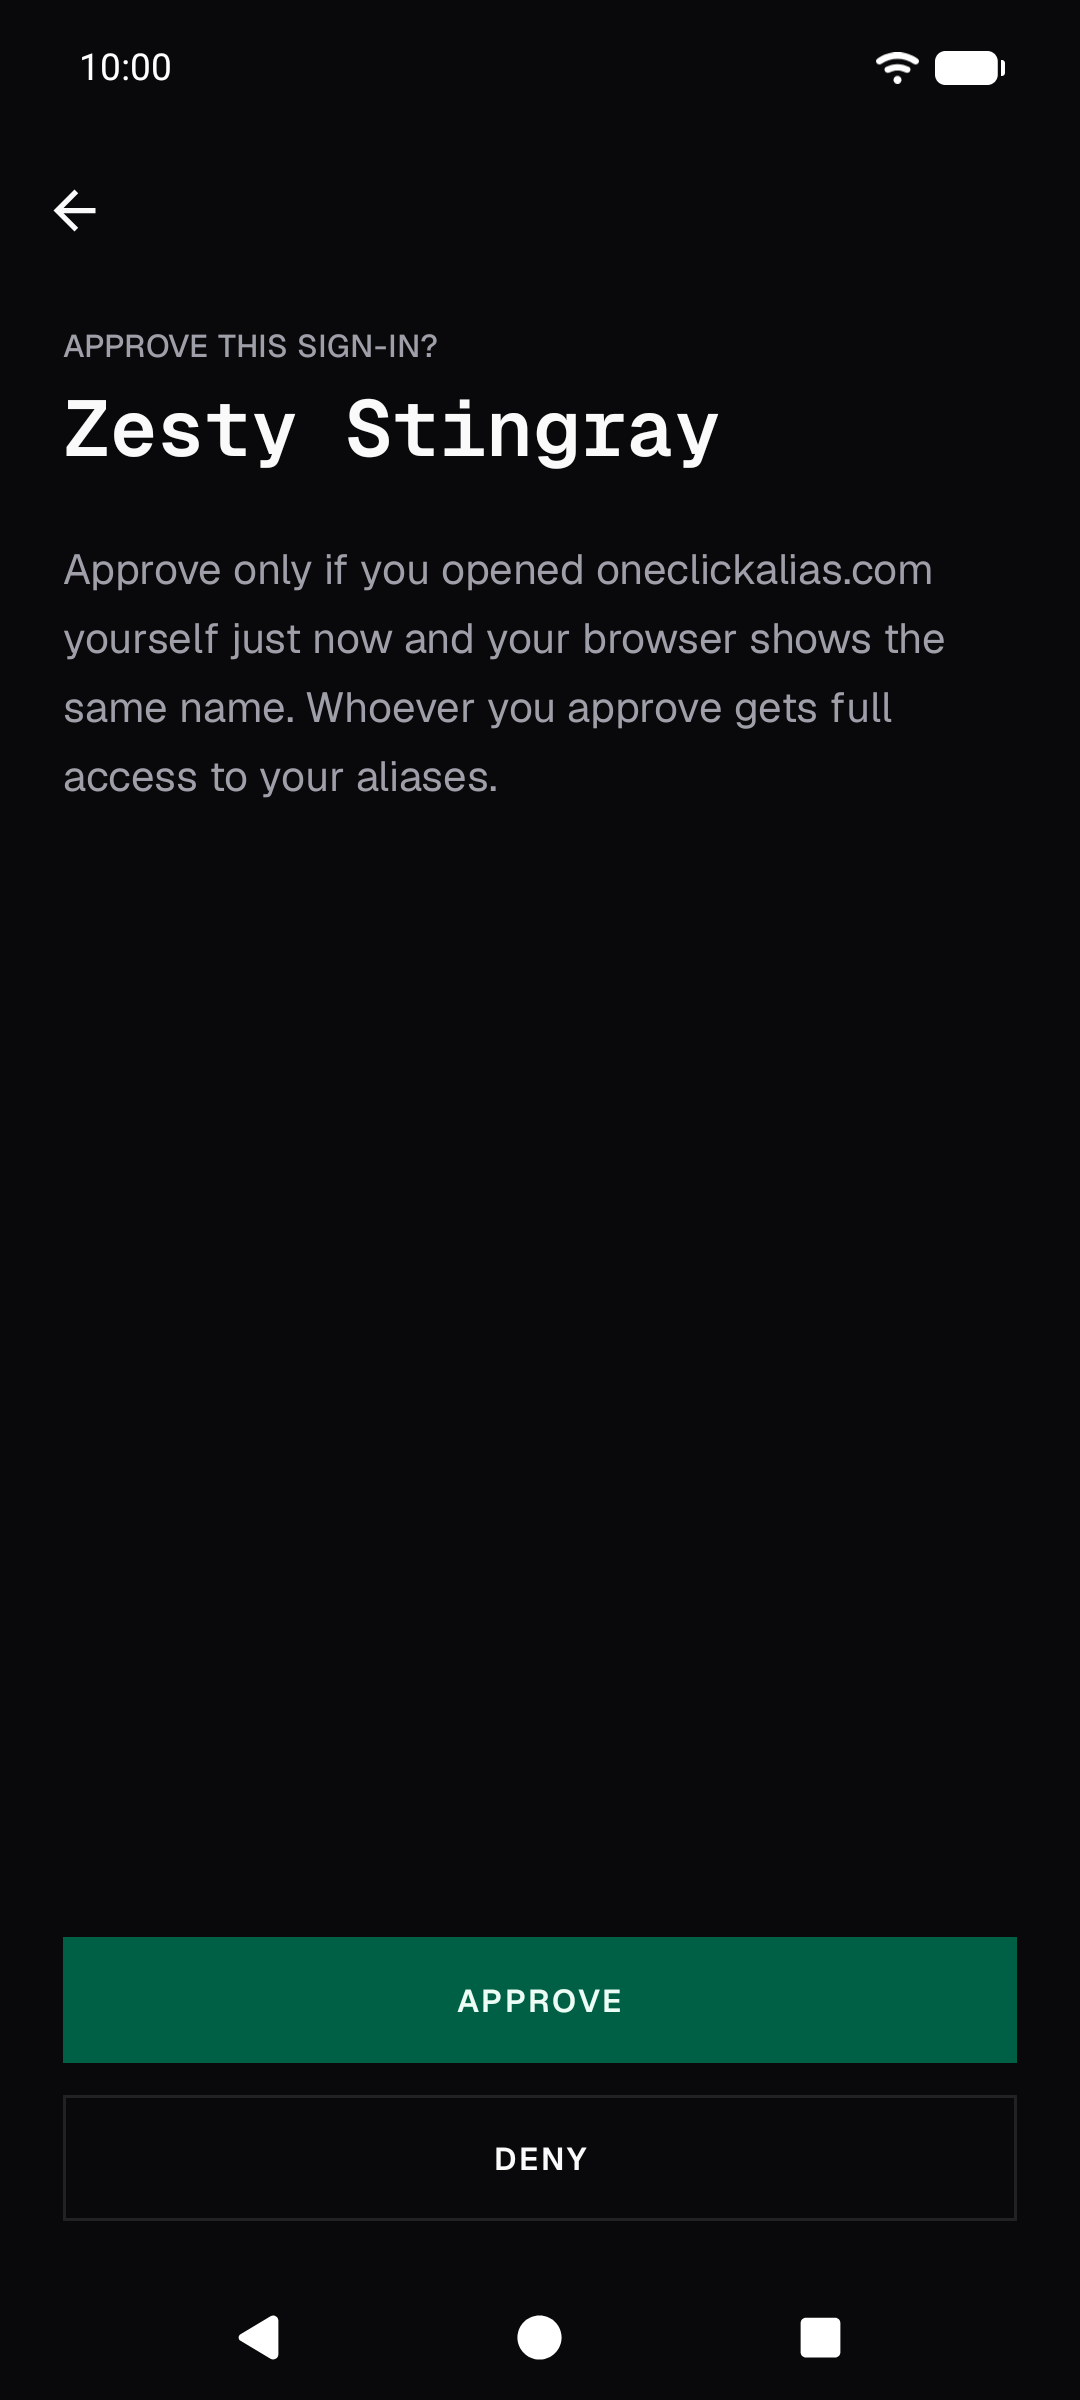 10:00
APPROVE THIS SIGN-IN?
Zesty Stingray
Approve only if you opened oneclickalias.com
yourself just now and your browser shows the
same name. Whoever you approve gets full
access to your aliases.
APPROVE
DENY